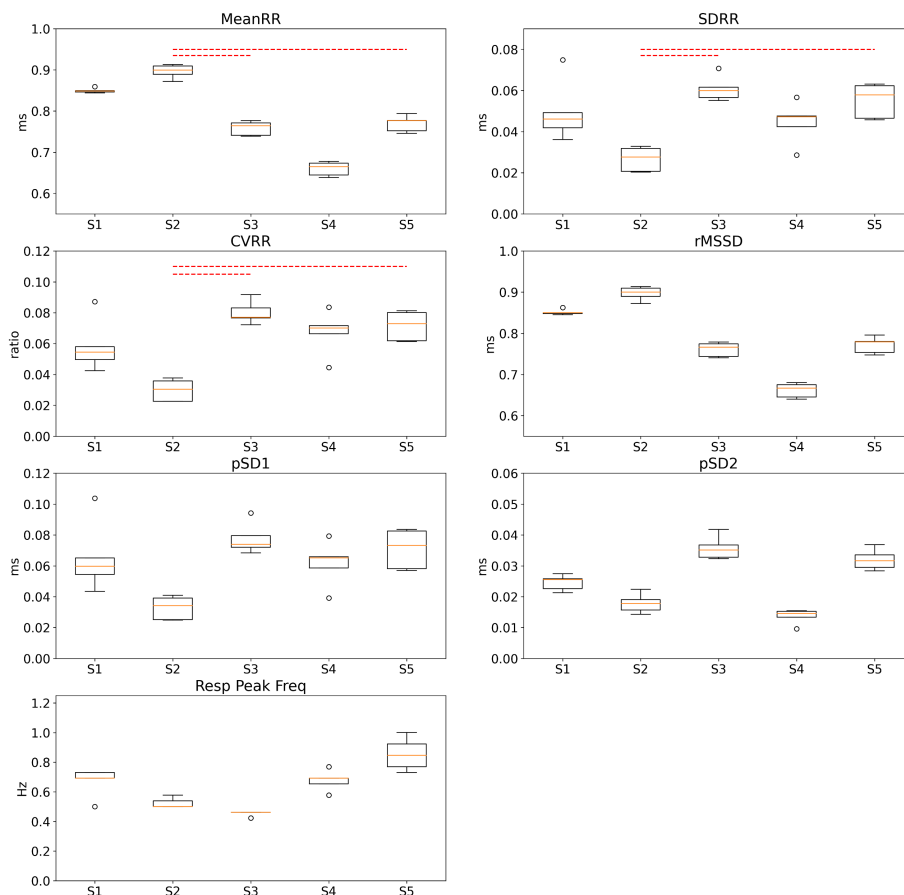 MeanRR
ms
0.9
0.8
0.7
0.6
S1 S2 S3 S4 S5
SDRR
ms
0.08
0.06
0.04
0.02
0.00
S1 S2 S3 S4 S5
CVRR
ratio
0.12
0.10
0.08
0.06
0.04
0.02
0.00
S1 S2 S3 S4 S5
rMSSD
ms
1.0
0.9
0.8
0.7
0.6
S1 S2 S3 S4 S5
pSD1
ms
0.12
0.10
0.08
0.06
0.04
0.02
0.00
S1 S2 S3 S4 S5
pSD2
ms
0.06
0.05
0.04
0.03
0.02
0.01
0.00
S1 S2 S3 S4 S5
Resp Peak Freq
Hz
1.2
1.0
0.8
0.6
0.4
0.2
0.0
S1 S2 S3 S4 S5